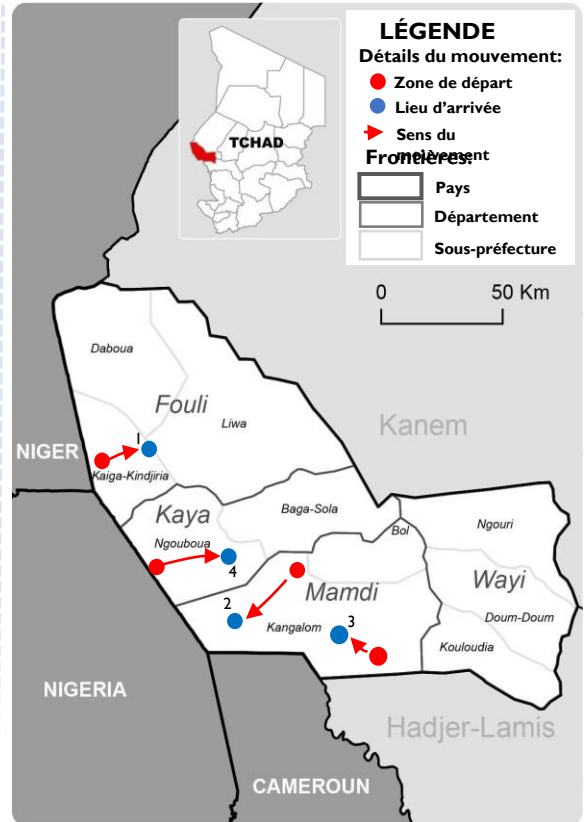 LÉGENDE
Détails du mouvement:
Zone de départ
Lieu d'arrivée
Sens du
mouvement
Frontières:
Pays
Département
Sous-préfecture
TCHAD
0 50 Km
Daboua
Fouli
Liwa
Kanem
1
NIGER
Kaiga-Kindjiria
Kaya
Baga-Sola
Ngouboua
Bol
Ngouri
4
Mamdi
Wayi
2
3
Doum-Doum
Kangalom
Kouloudia
NIGERIA
Hadjer-Lamis
CAMEROUN